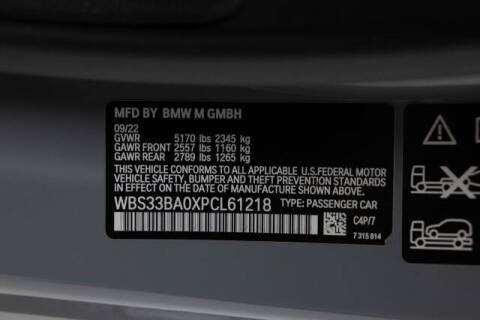 MFD BY BMW M GMBH
09/22
GVWR 5170 lbs 2345 kg
GAWR FRONT 2557 lbs 1160 kg
GAWR REAR 2789 lbs 1265 kg
THIS VEHICLE CONFORMS TO ALL APPLICABLE U.S.FEDERAL MOTOR
VEHICLE SAFETY, BUMPER, AND THEFT PREVENTION STANDARDS
IN EFFECT ON THE DATE OF MANUFACTURE SHOWN ABOVE.
WBS33BA0XPCL61218 TYPE: PASSENGER CAR
C4P/7
7 315 814